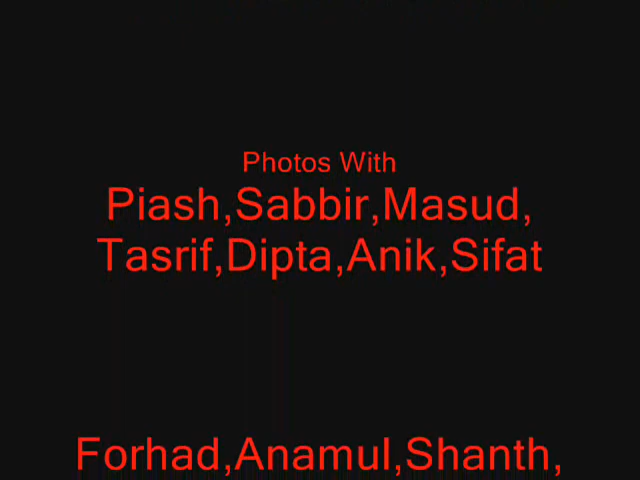 Photos With
Piash,Sabbir,Masud,
Tasrif,Dipta,Anik,Sifat
Forhad,Anamul,Shanth,